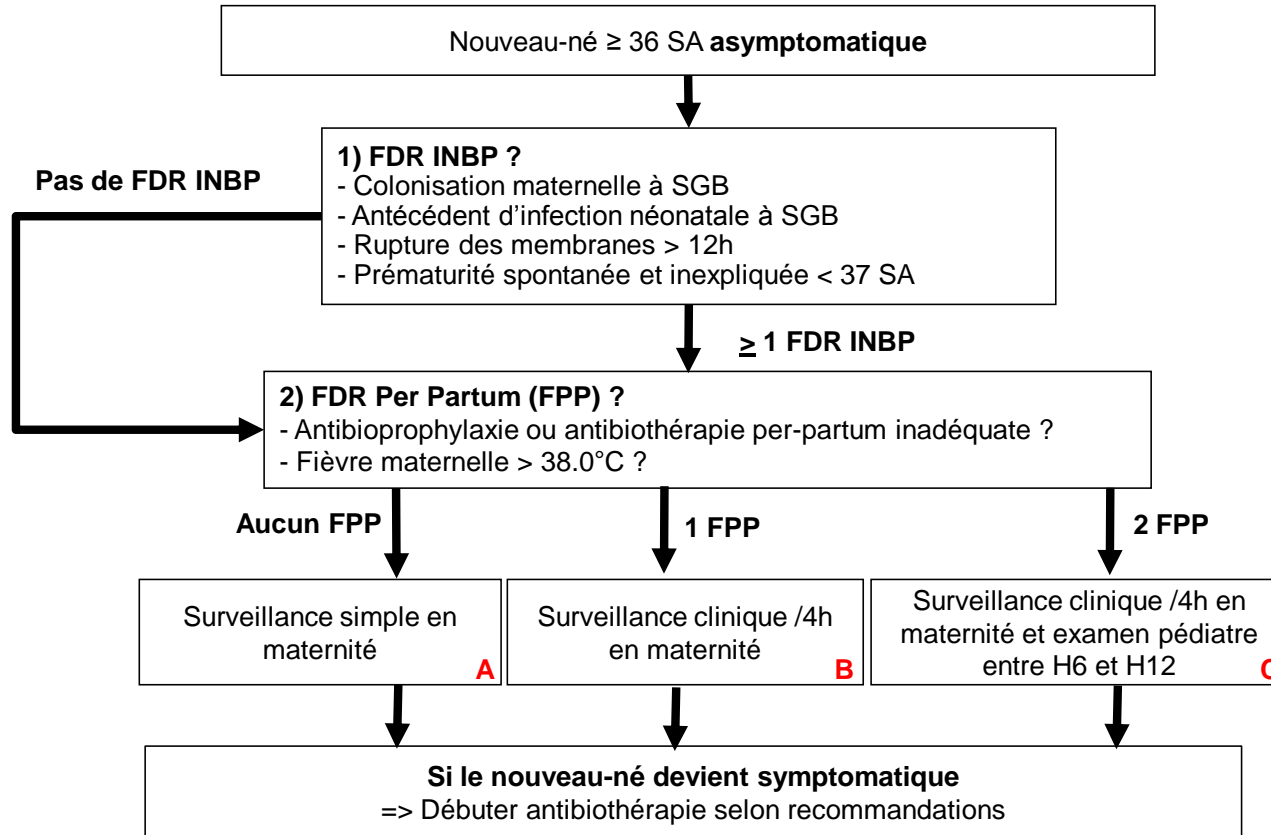 Nouveau-né ≥ 36 SA asymptomatique
Pas de FDR INBP
1) FDR INBP ?
- Colonisation maternelle à SGB
- Antécédent d'infection néonatale à SGB
- Rupture des membranes > 12h
- Prématurité spontanée et inexpliquée < 37 SA
≥ 1 FDR INBP
2) FDR Per Partum (FPP) ?
- Antibioprophylaxie ou antibiothérapie per-partum inadéquate ?
- Fièvre maternelle > 38.0°C ?
Aucun FPP
1 FPP
2 FPP
Surveillance simple en
maternité
A
Surveillance clinique /4h
en maternité
B
Surveillance clinique /4h en
maternité et examen pédiatre
entre H6 et H12
C
Si le nouveau-né devient symptomatique
=> Débuter antibiothérapie selon recommandations